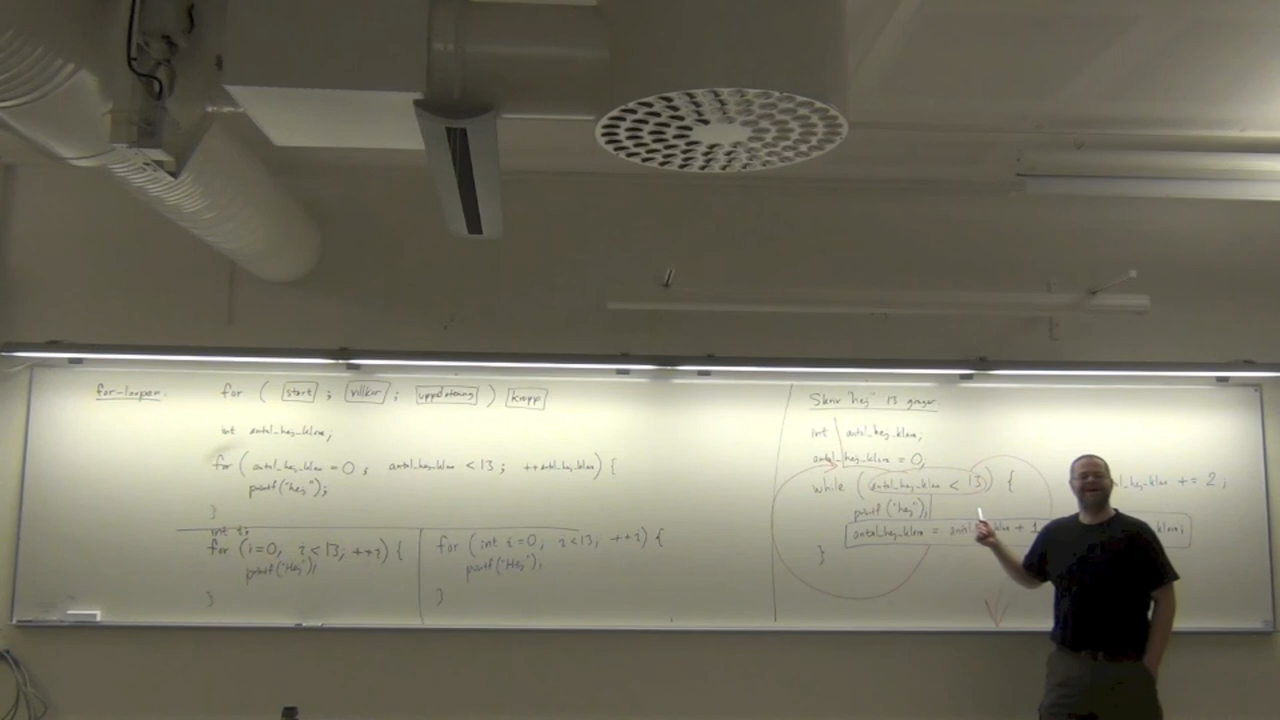 for-loopen: for ( start ; villkor ; uppdatering ) kropp
int antal_hej_klara;
for ( antal_hej_klara = 0 ; antal_hej_klara < 13 ; ++antal_hej_klara) {
printf("hej");
}
int i;
for (i=0, i<13; ++i) {
printf("Hej");
}
for (int i=0, i<13; ++i) {
printf("Hej");
}
Skriv "hej" 13 gånger.
int antal_hej_klara;
antal_hej_klara = 0;
while (antal_hej_klara < 13) {
printf("hej");
antal_hej_klara = antal_hej_klara + 1
}
+= 2;
klara;